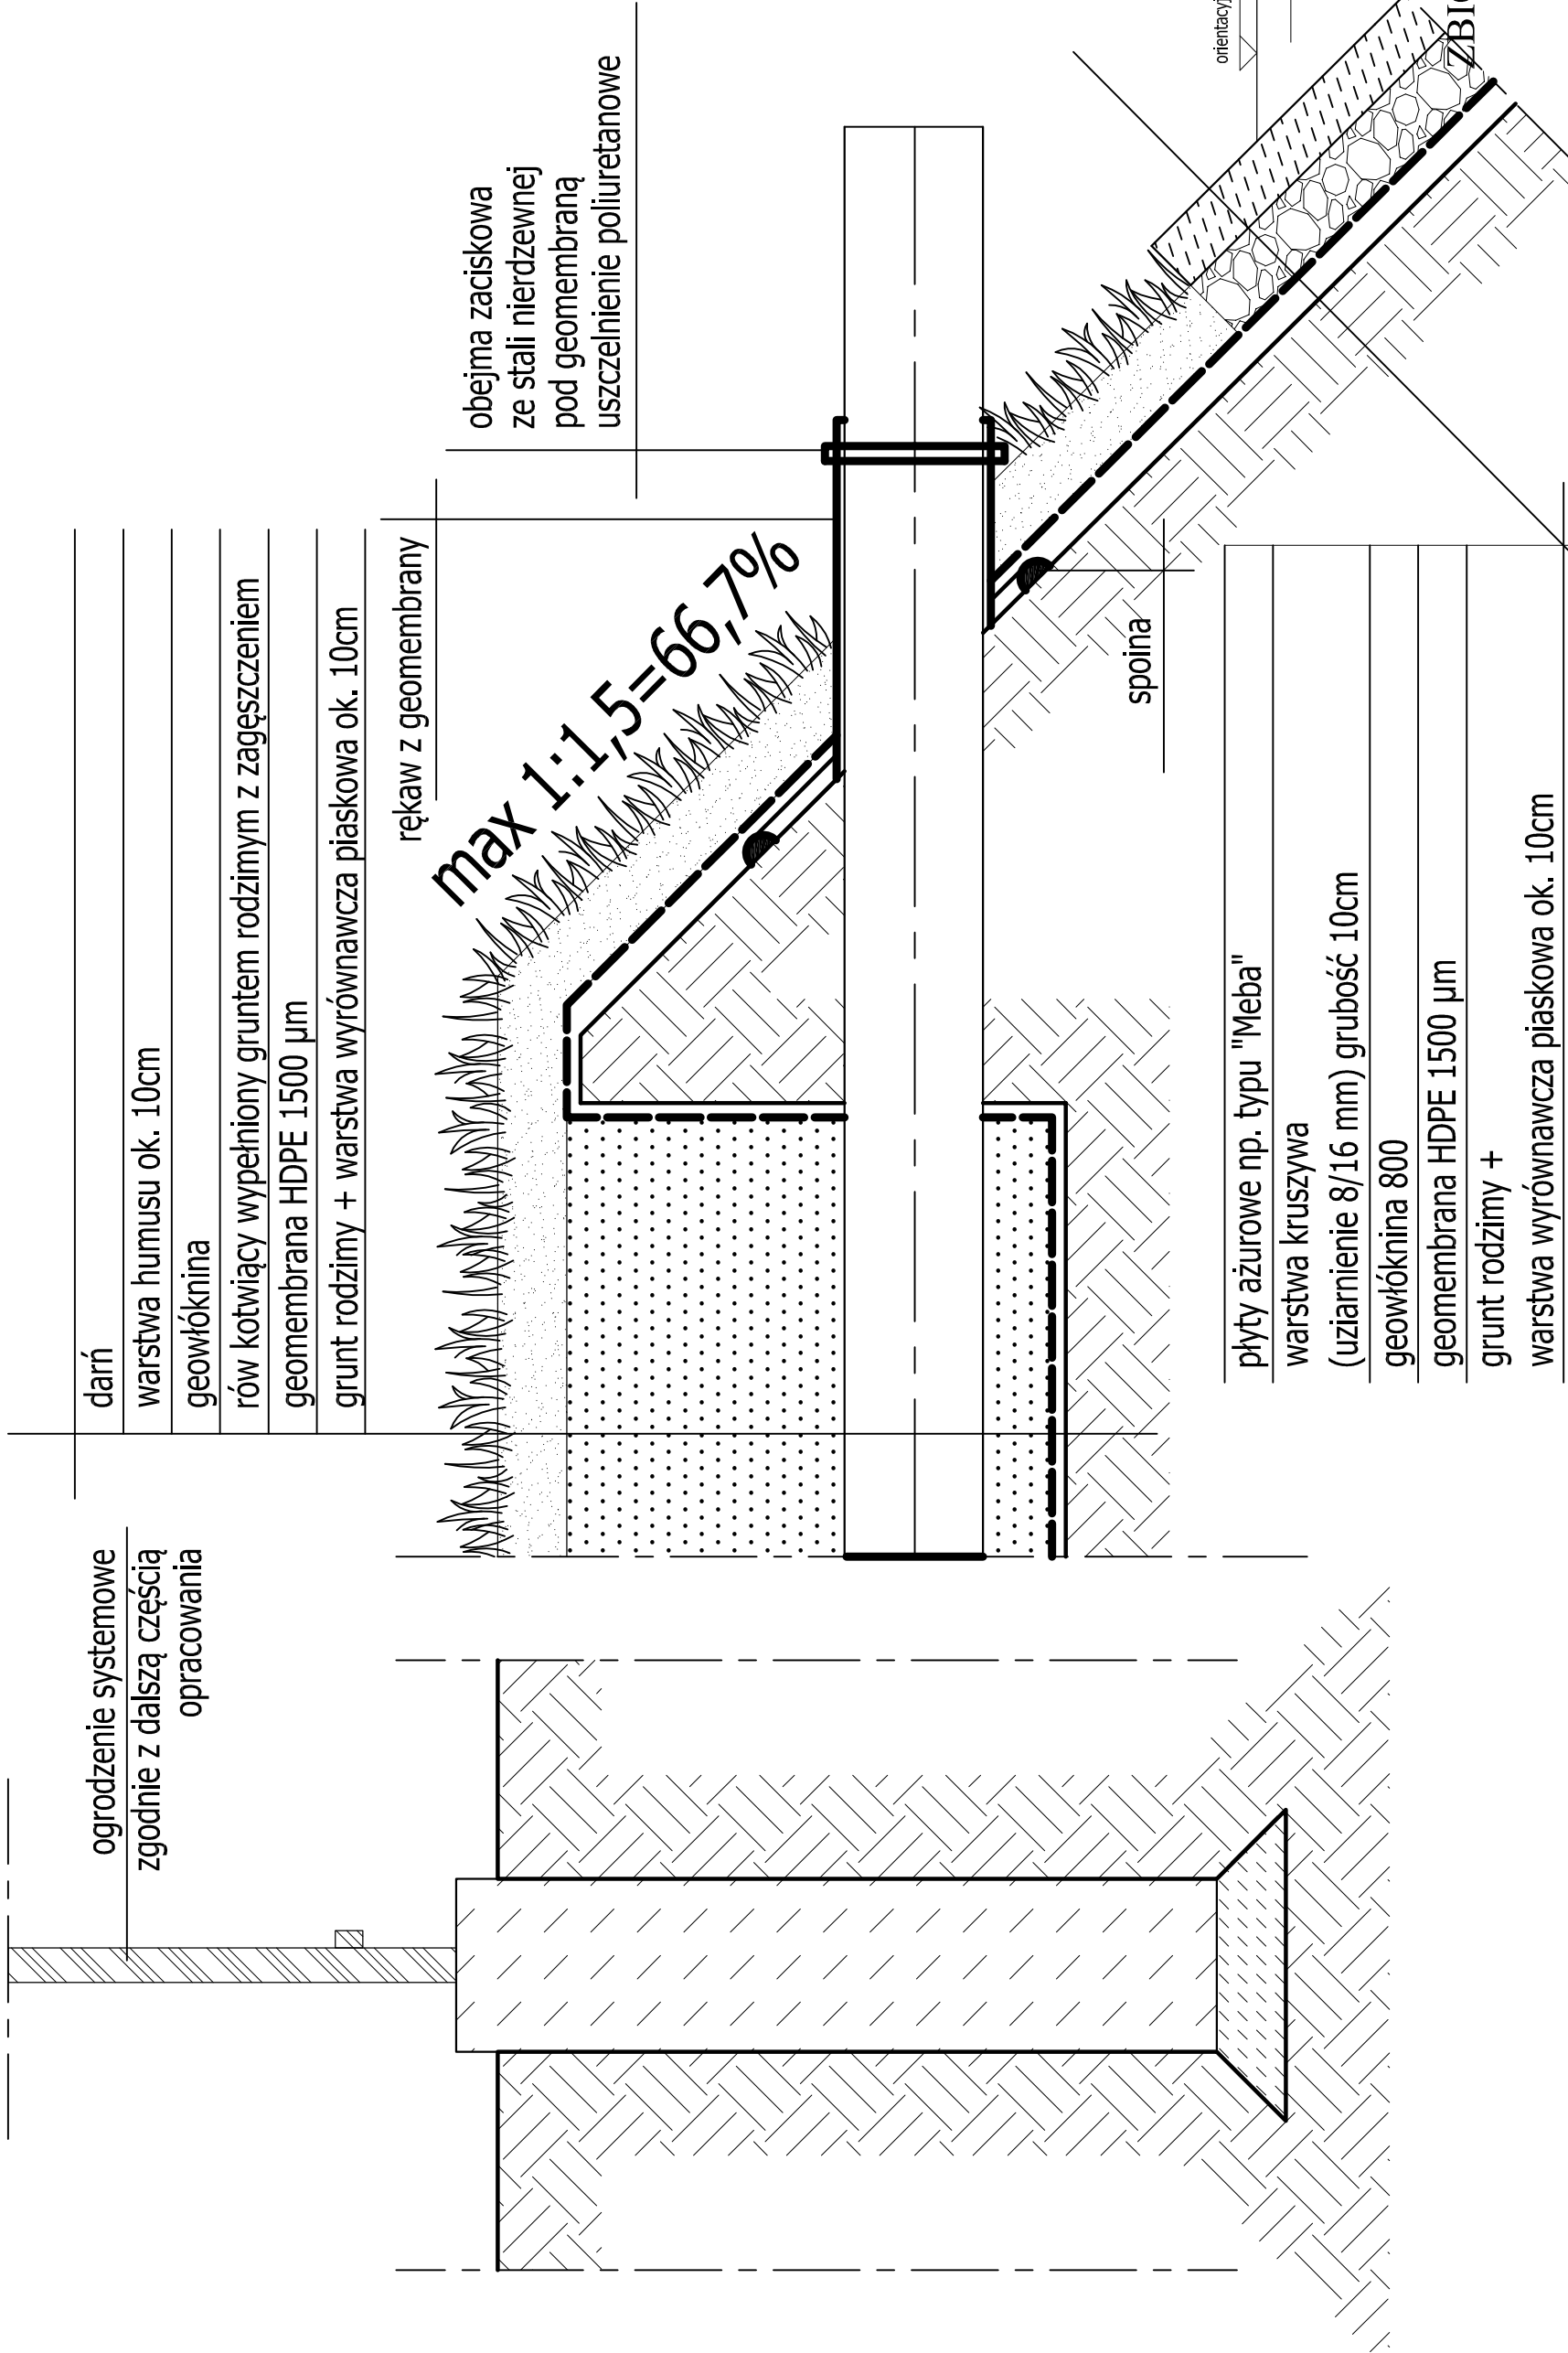 ogrodzenie systemowe
zgodnie z dalszą częścią
opracowania
darń
warstwa humusu ok. 10cm
geowłóknina
rów kotwiący wypełniony gruntem rodzimym z zagęszczeniem
geomembrana HDPE 1500 µm
grunt rodzimy + warstwa wyrównawcza piaskowa ok. 10cm
rękaw z geomembrany
max 1:1,5=66,7%
obejma zaciskowa
ze stali nierdzewnej
pod geomembraną
uszczelnienie poliuretanowe
spoina
płyty ażurowe np. typu "Meba"
warstwa kruszywa
(uziarnienie 8/16 mm) grubość 10cm
geowłóknina 800
geomembrana HDPE 1500 µm
grunt rodzimy +
warstwa wyrównawcza piaskowa ok. 10cm